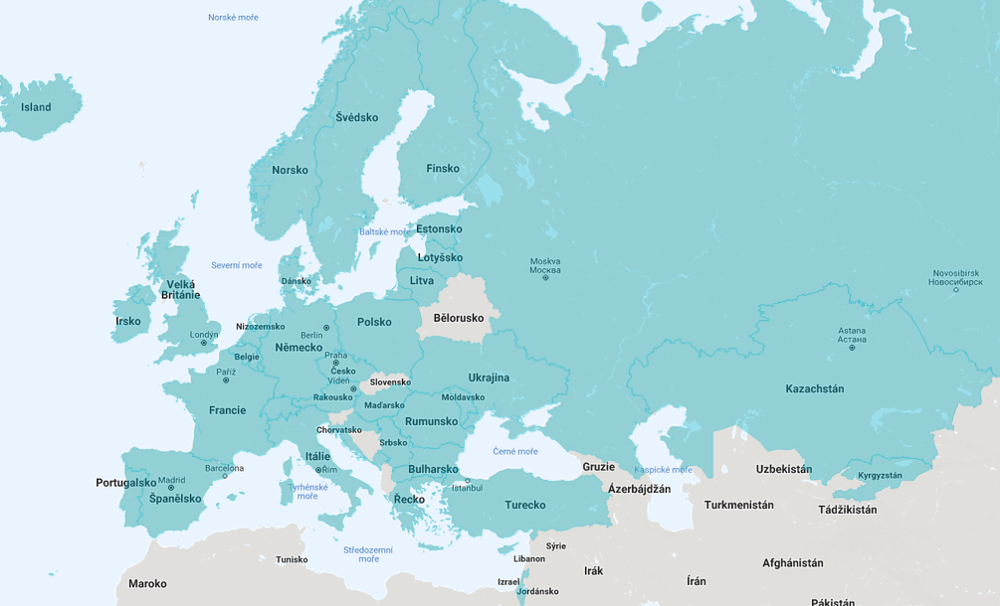 Norské moře
Island
Švédsko
Norsko
Finsko
Estonsko
Baltské moře
Lotyšsko
Severní moře
Moskva
Москва
Novosibirsk
Новосибирск
Dánsko
Litva
Velká
Británie
Irsko
Bělorusko
Nizozemsko
Polsko
Londýn
Berlín
Německo
Astana
Астана
Belgie
Praha
Paříž
Česko
Vídeň
Slovensko
Ukrajina
Kazachstán
Rakousko
Maďarsko
Moldavsko
Francie
Rumunsko
Chorvatsko
Srbsko
Itálie
Černé moře
Řím
Barcelona
Bulharsko
Gruzie
Kaspické moře
Uzbekistán
Kyrgyzstán
Portugalsko
Madrid
Španělsko
Tyrhénské
moře
Istanbul
Ázerbájdžán
Řecko
Turecko
Turkmenistán
Tádžikistán
Středozemní
moře
Sýrie
Tunisko
Libanon
Afghánistán
Maroko
Irák
Írán
Izrael
Jordánsko
Pákistán